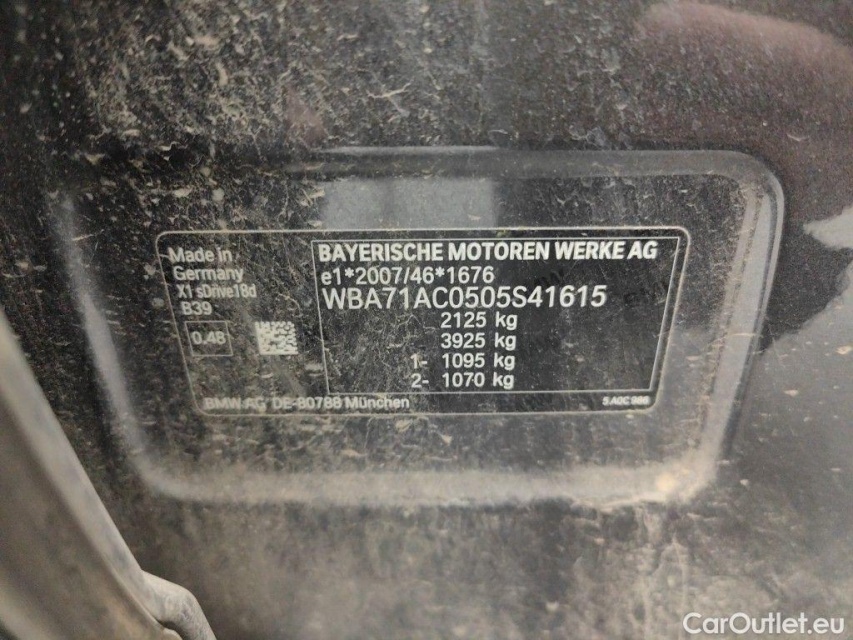 Made in
Germany
X1 sDrive18d
B39
0.48
BAYERISCHE MOTOREN WERKE AG
e1*2007/46*1676
WBA71AC0505S41615
2125 kg
3925 kg
1- 1095 kg
2- 1070 kg
BMW AG DE-80788 München
CarOutlet.eu